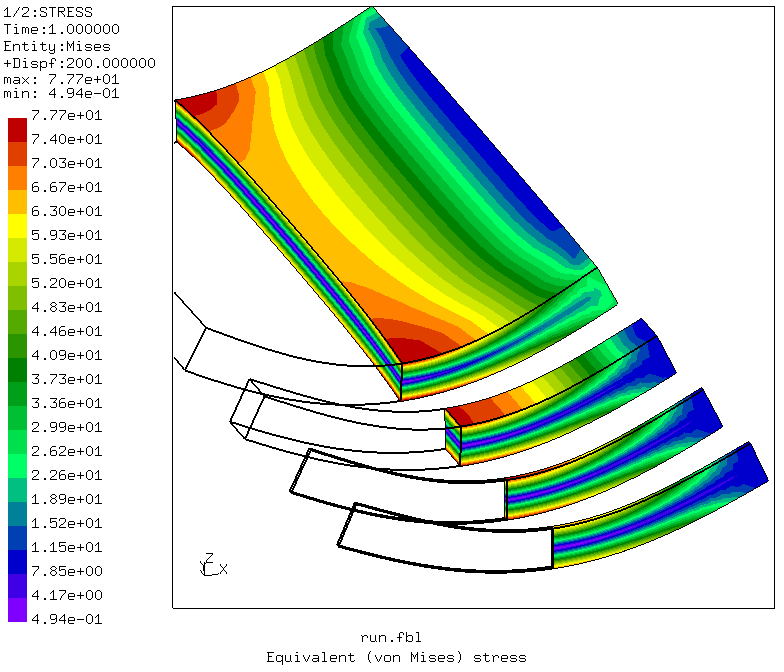 1/2:STRESS
Time:1.000000
Entity:Mises
+Dispf:200.000000
max: 7.77e+01
min: 4.94e-01
7.77e+01
7.40e+01
7.03e+01
6.67e+01
6.30e+01
5.93e+01
5.56e+01
5.20e+01
4.83e+01
4.46e+01
4.09e+01
3.73e+01
3.36e+01
2.99e+01
2.62e+01
2.26e+01
1.89e+01
1.52e+01
1.15e+01
7.85e+00
4.17e+00
4.94e-01
Z
Y X
run.fbl
Equivalent (von Mises) stress